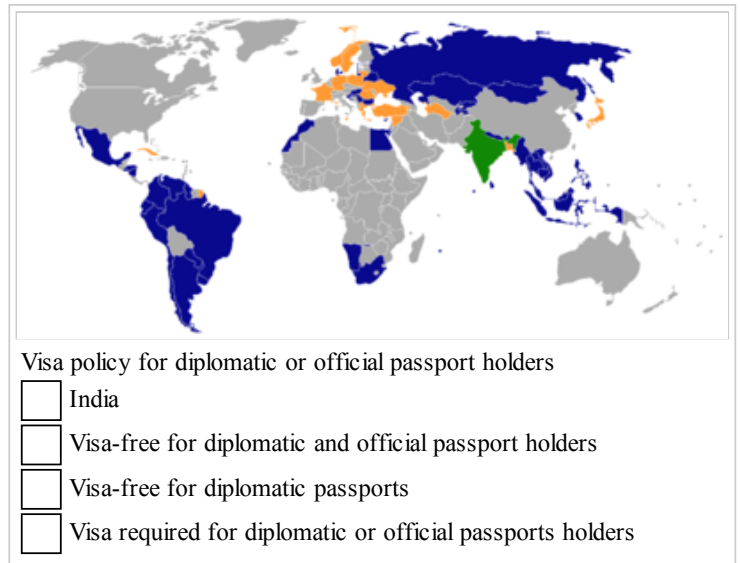 Visa policy for diplomatic or official passport holders
India
Visa-free for diplomatic and official passport holders
Visa-free for diplomatic passports
Visa required for diplomatic or official passports holders